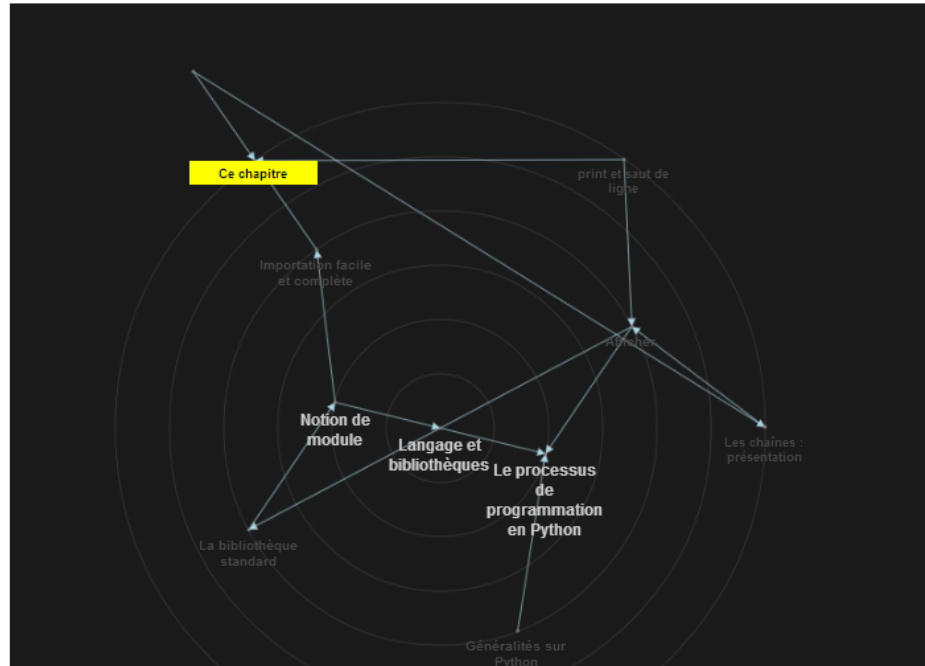 Ce chapitre
print et saut de
ligne
Importation facile
et complète
Afficher
Notion de
module
Langage et
bibliothèques
Les chaînes :
présentation
Le processus
de
programmation
en Python
La bibliothèque
standard
Généralités sur
Python